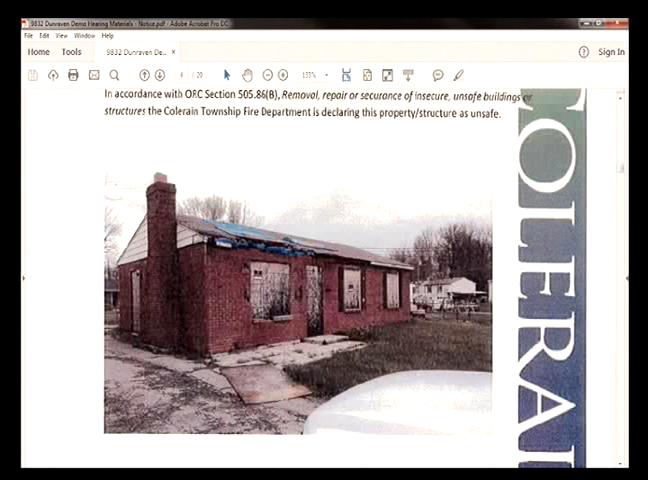 9832 Dunraven Demo Hearing Materials - Notice.pdf - Adobe Acrobat Pro DC
File Edit View Window Help
Home Tools 9832 Dunraven De... × ? Sign In
4 / 20 133%
In accordance with ORC Section 505.86(B), Removal, repair or securance of insecure, unsafe buildings or
structures the Colerain Township Fire Department is declaring this property/structure as unsafe.
COLERAI